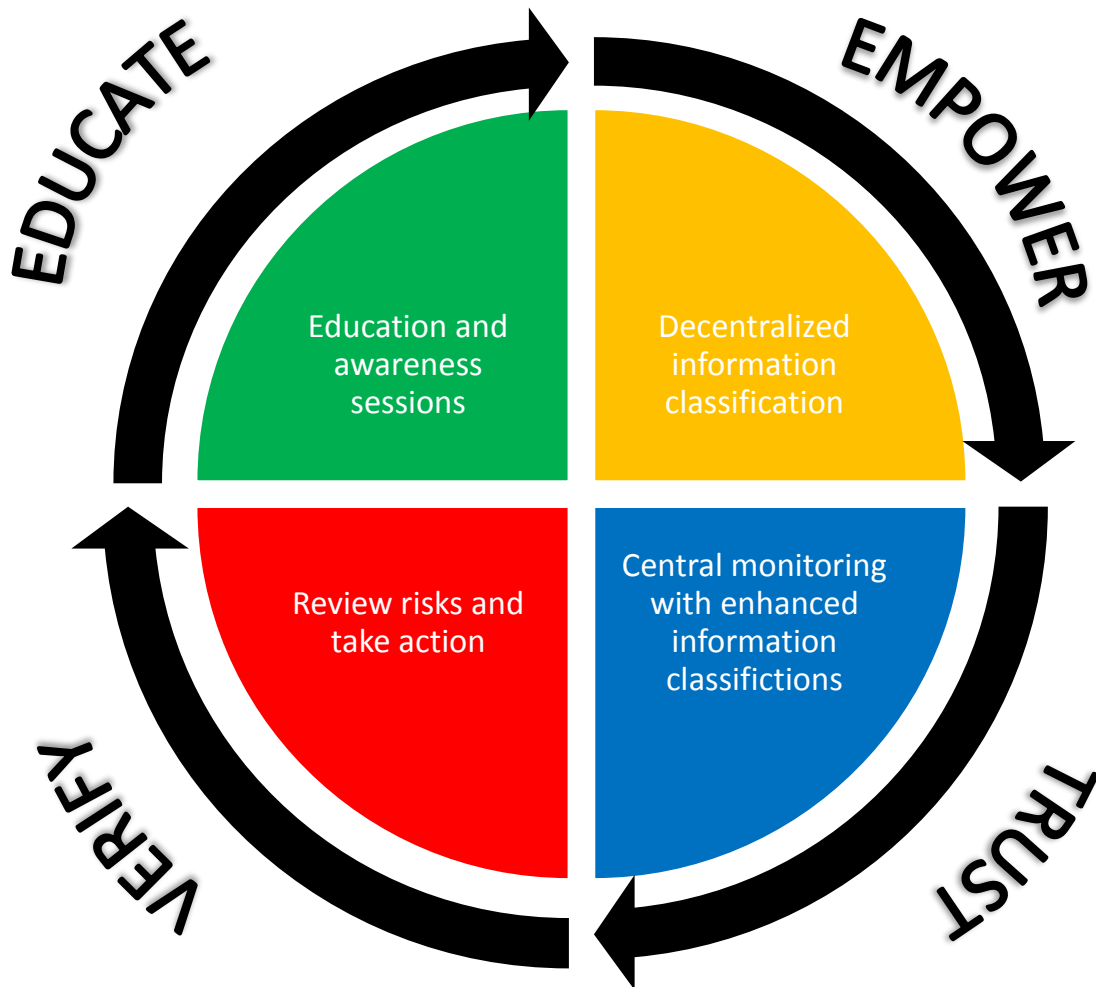 EDUCATE
EMPOWER
Education and
awareness
sessions
Decentralized
information
classification
Review risks and
take action
Central monitoring
with enhanced
information
classifictions
VERIFY
TRUST